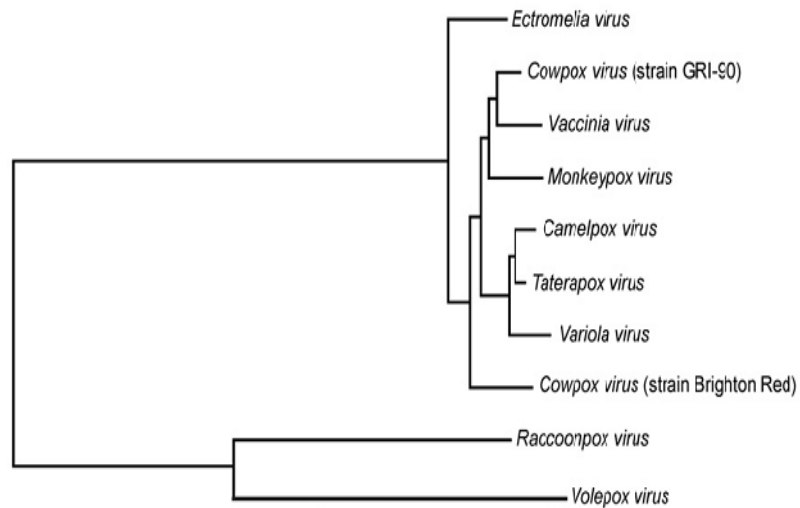 Ectromelia virus
Cowpox virus (strain GRI-90)
Vaccinia virus
Monkeypox virus
Camelpox virus
Taterapox virus
Variola virus
Cowpox virus (strain Brighton Red)
Raccoonpox virus
Volepox virus